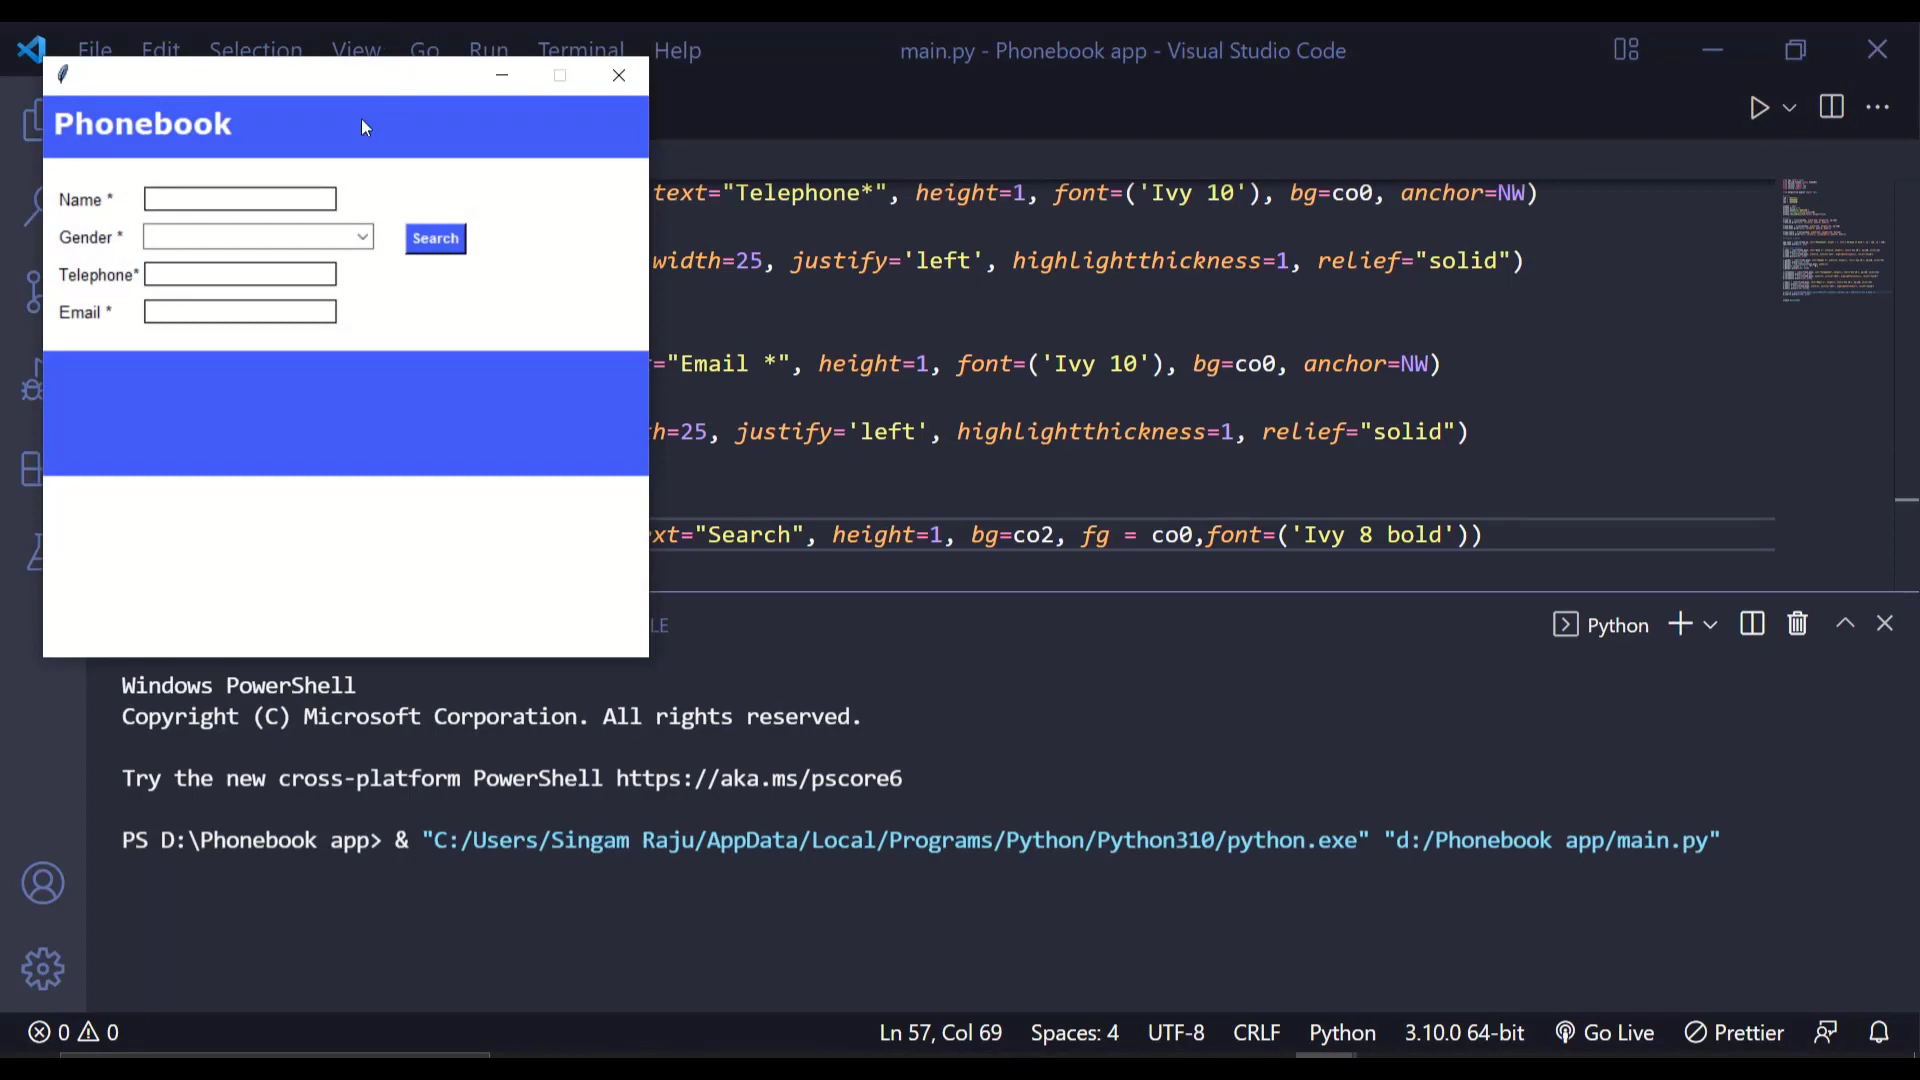 File Edit Selection View Go Run Terminal Help
main.py - Phonebook app - Visual Studio Code
Phonebook
Name *
Gender *
Search
Telephone*
Email *
text="Telephone*", height=1, font=('Ivy 10'), bg=co0, anchor=NW)
width=25, justify='left', highlightthickness=1, relief="solid")
="Email *", height=1, font=('Ivy 10'), bg=co0, anchor=NW)
h=25, justify='left', highlightthickness=1, relief="solid")
xt="Search", height=1, bg=co2, fg = co0,font=('Ivy 8 bold'))
LE
Python
Windows PowerShell
Copyright (C) Microsoft Corporation. All rights reserved.
Try the new cross-platform PowerShell https://aka.ms/pscore6
PS D:\Phonebook app> & "C:/Users/Singam Raju/AppData/Local/Programs/Python/Python310/python.exe" "d:/Phonebook app/main.py"
0 0
Ln 57, Col 69 Spaces: 4 UTF-8 CRLF Python 3.10.0 64-bit Go Live Prettier